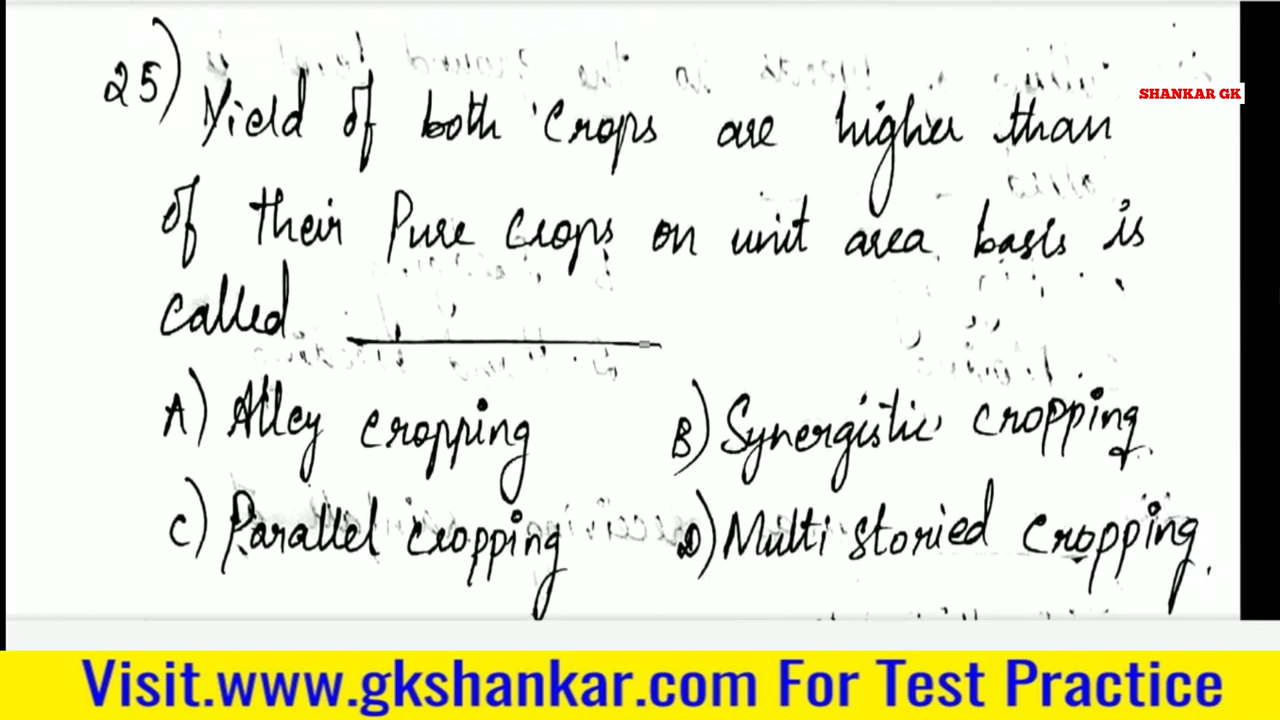 SHANKAR GK
25) Yield of both crops are higher than
of their Pure crops on unit area basis is
called
A) Alley cropping B) Synergistic cropping
C) Parallel cropping D) Multi storied cropping.
Visit.www.gkshankar.com For Test Practice